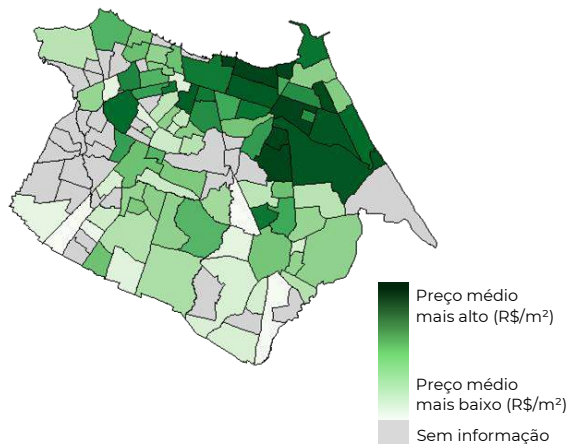 Preço médio
mais alto (R$/m²)
Preço médio
mais baixo (R$/m²)
Sem informação